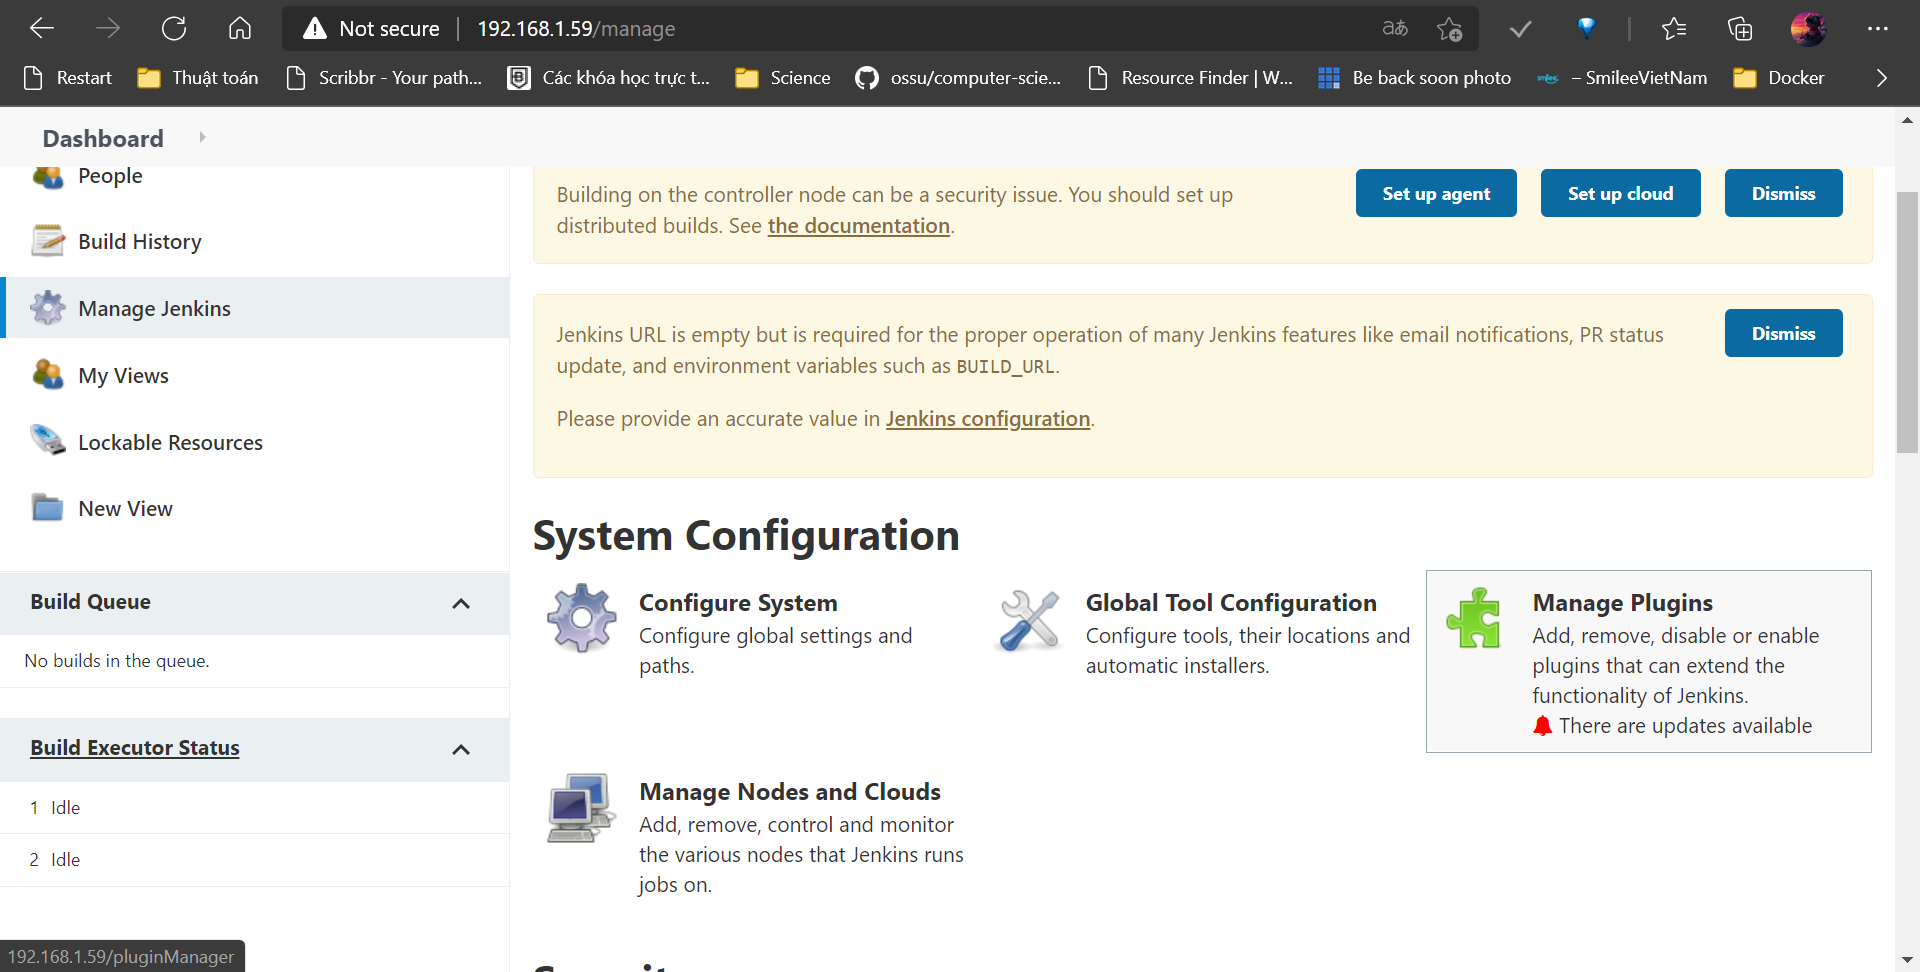 Not secure
192.168.1.59/manage
aあ
Restart
Thuật toán
Scribbr - Your path...
Các khóa học trực t...
Science
ossu/computer-scie...
Resource Finder | W...
Be back soon photo
– SmileeVietNam
Docker
Dashboard
People
Build History
Manage Jenkins
My Views
Lockable Resources
New View
Build Queue
No builds in the queue.
Build Executor Status
1 Idle
2 Idle
192.168.1.59/pluginManager
Building on the controller node can be a security issue. You should set up
distributed builds. See the documentation.
Set up agent
Set up cloud
Dismiss
Jenkins URL is empty but is required for the proper operation of many Jenkins features like email notifications, PR status
update, and environment variables such as BUILD_URL.
Please provide an accurate value in Jenkins configuration.
Dismiss
System Configuration
Configure System
Configure global settings and
paths.
Global Tool Configuration
Configure tools, their locations and
automatic installers.
Manage Plugins
Add, remove, disable or enable
plugins that can extend the
functionality of Jenkins.
There are updates available
Manage Nodes and Clouds
Add, remove, control and monitor
the various nodes that Jenkins runs
jobs on.